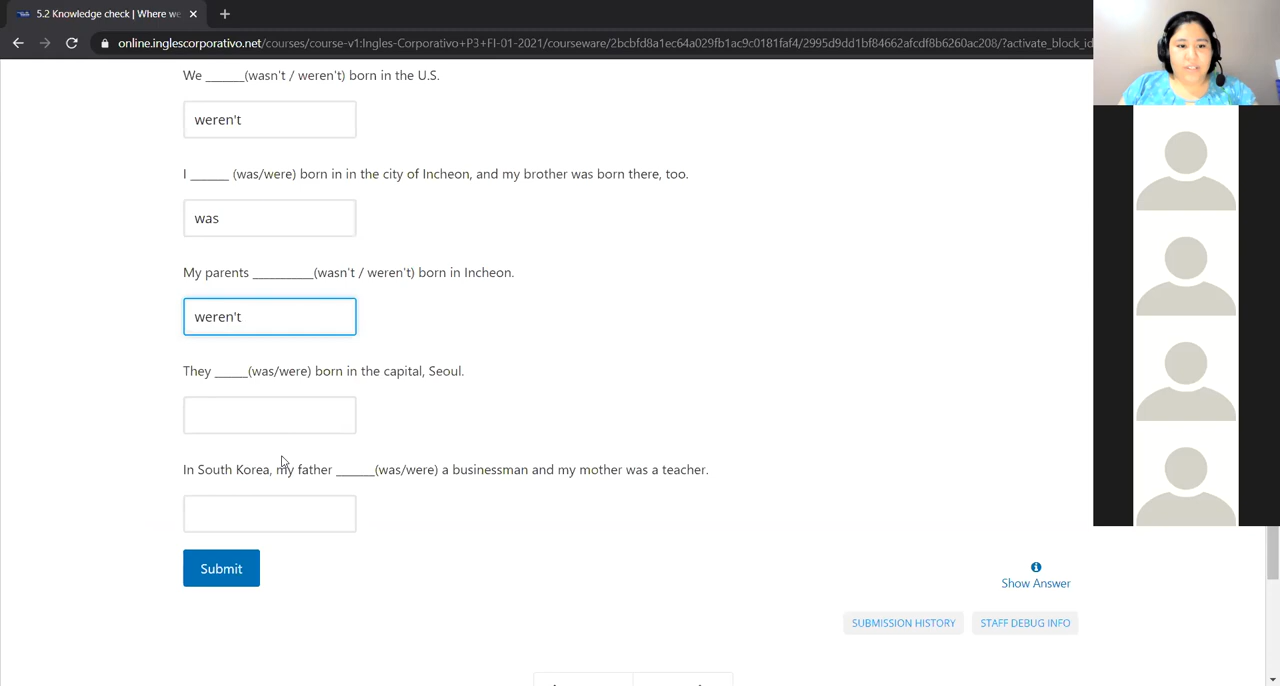 5.2 Knowledge check | Where we
online.inglescorporativo.net/courses/course-v1:Ingles-Corporativo+P3+FI-01-2021/courseware/2bcbfd8a1ec64a029fb1ac9c0181faf4/2995d9dd1bf84662afcdf8b6260ac208/?activate_block_id
We ______(wasn't / weren't) born in the U.S.
weren't
I ______ (was/were) born in in the city of Incheon, and my brother was born there, too.
was
My parents __________(wasn't / weren't) born in Incheon.
weren't
They _____(was/were) born in the capital, Seoul.
In South Korea, my father ______(was/were) a businessman and my mother was a teacher.
Submit
Show Answer
SUBMISSION HISTORY
STAFF DEBUG INFO